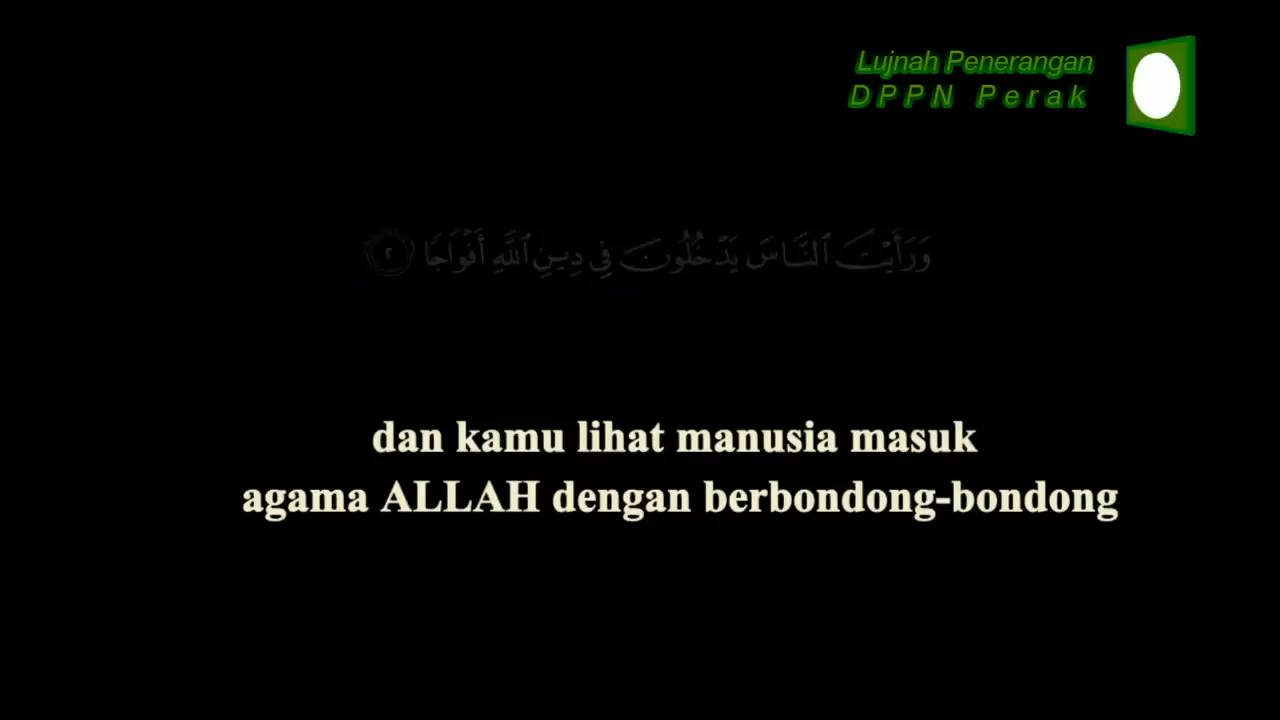 Lujnah Penerangan
DPPN Perak
وَرَأَيْتَ ٱلنَّاسَ يَدْخُلُونَ فِى دِينِ ٱللَّهِ أَفْوَاجًا ٢
dan kamu lihat manusia masuk
agama ALLAH dengan berbondong-bondong